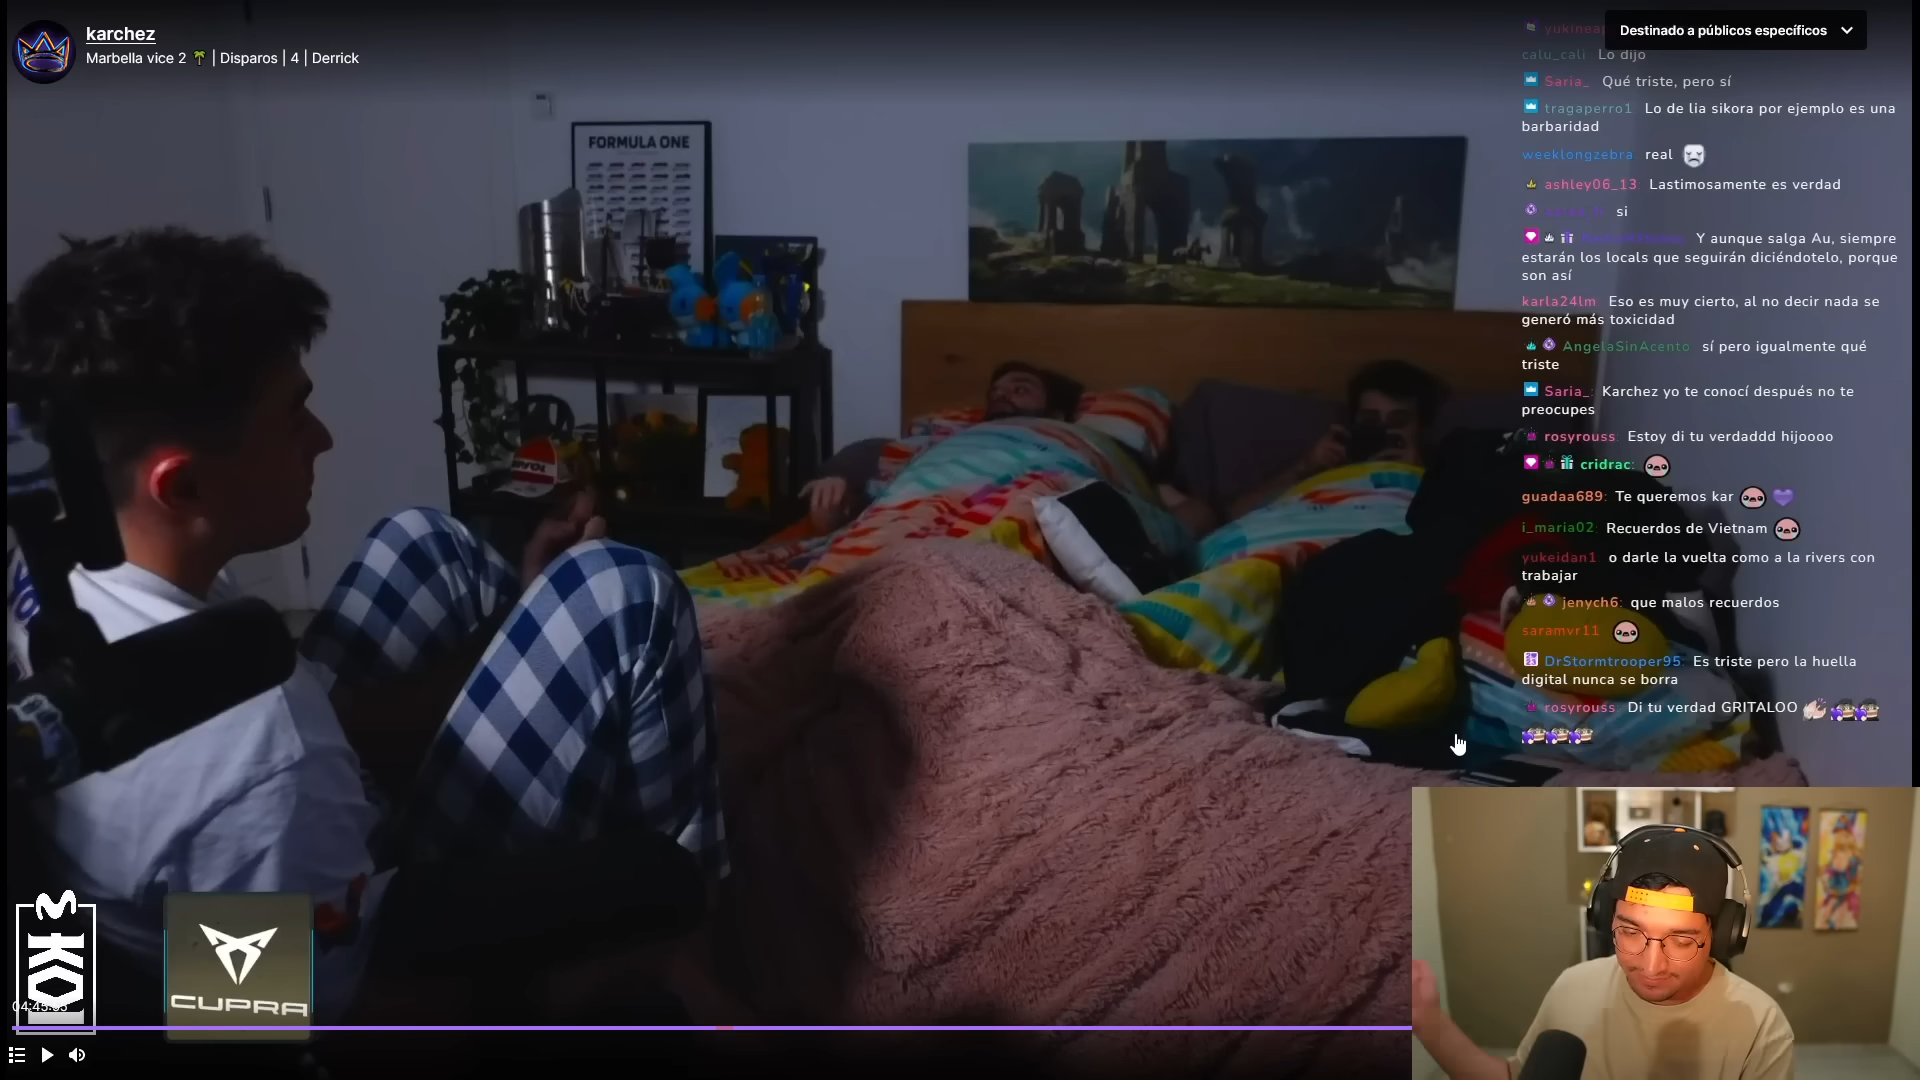 karchez
Marbella vice 2 🌴 | Disparos | 4 | Derrick
Destinado a públicos específicos
calu_cali Lo dijo
Saria_ Qué triste, pero sí
tragaperro1 Lo de lia sikora por ejemplo es una
barbaridad
weeklongzebra real
ashley06_13 Lastimosamente es verdad
si
Y aunque salga Au, siempre
estarán los locals que seguirán diciéndotelo, porque
son así
karla24lm Eso es muy cierto, al no decir nada se
generó más toxicidad
AngelaSinAcento sí pero igualmente qué
triste
Saria_: Karchez yo te conocí después no te
preocupes
rosyrouss Estoy di tu verdaddd hijoooo
cridrac:
guadaa689: Te queremos kar
i_maria02: Recuerdos de Vietnam
yukeidan1 o darle la vuelta como a la rivers con
trabajar
jenych6: que malos recuerdos
saramvr11
DrStormtrooper95 Es triste pero la huella
digital nunca se borra
rosyrouss Di tu verdad GRITALOO
FORMULA ONE
KOI
CUPRA